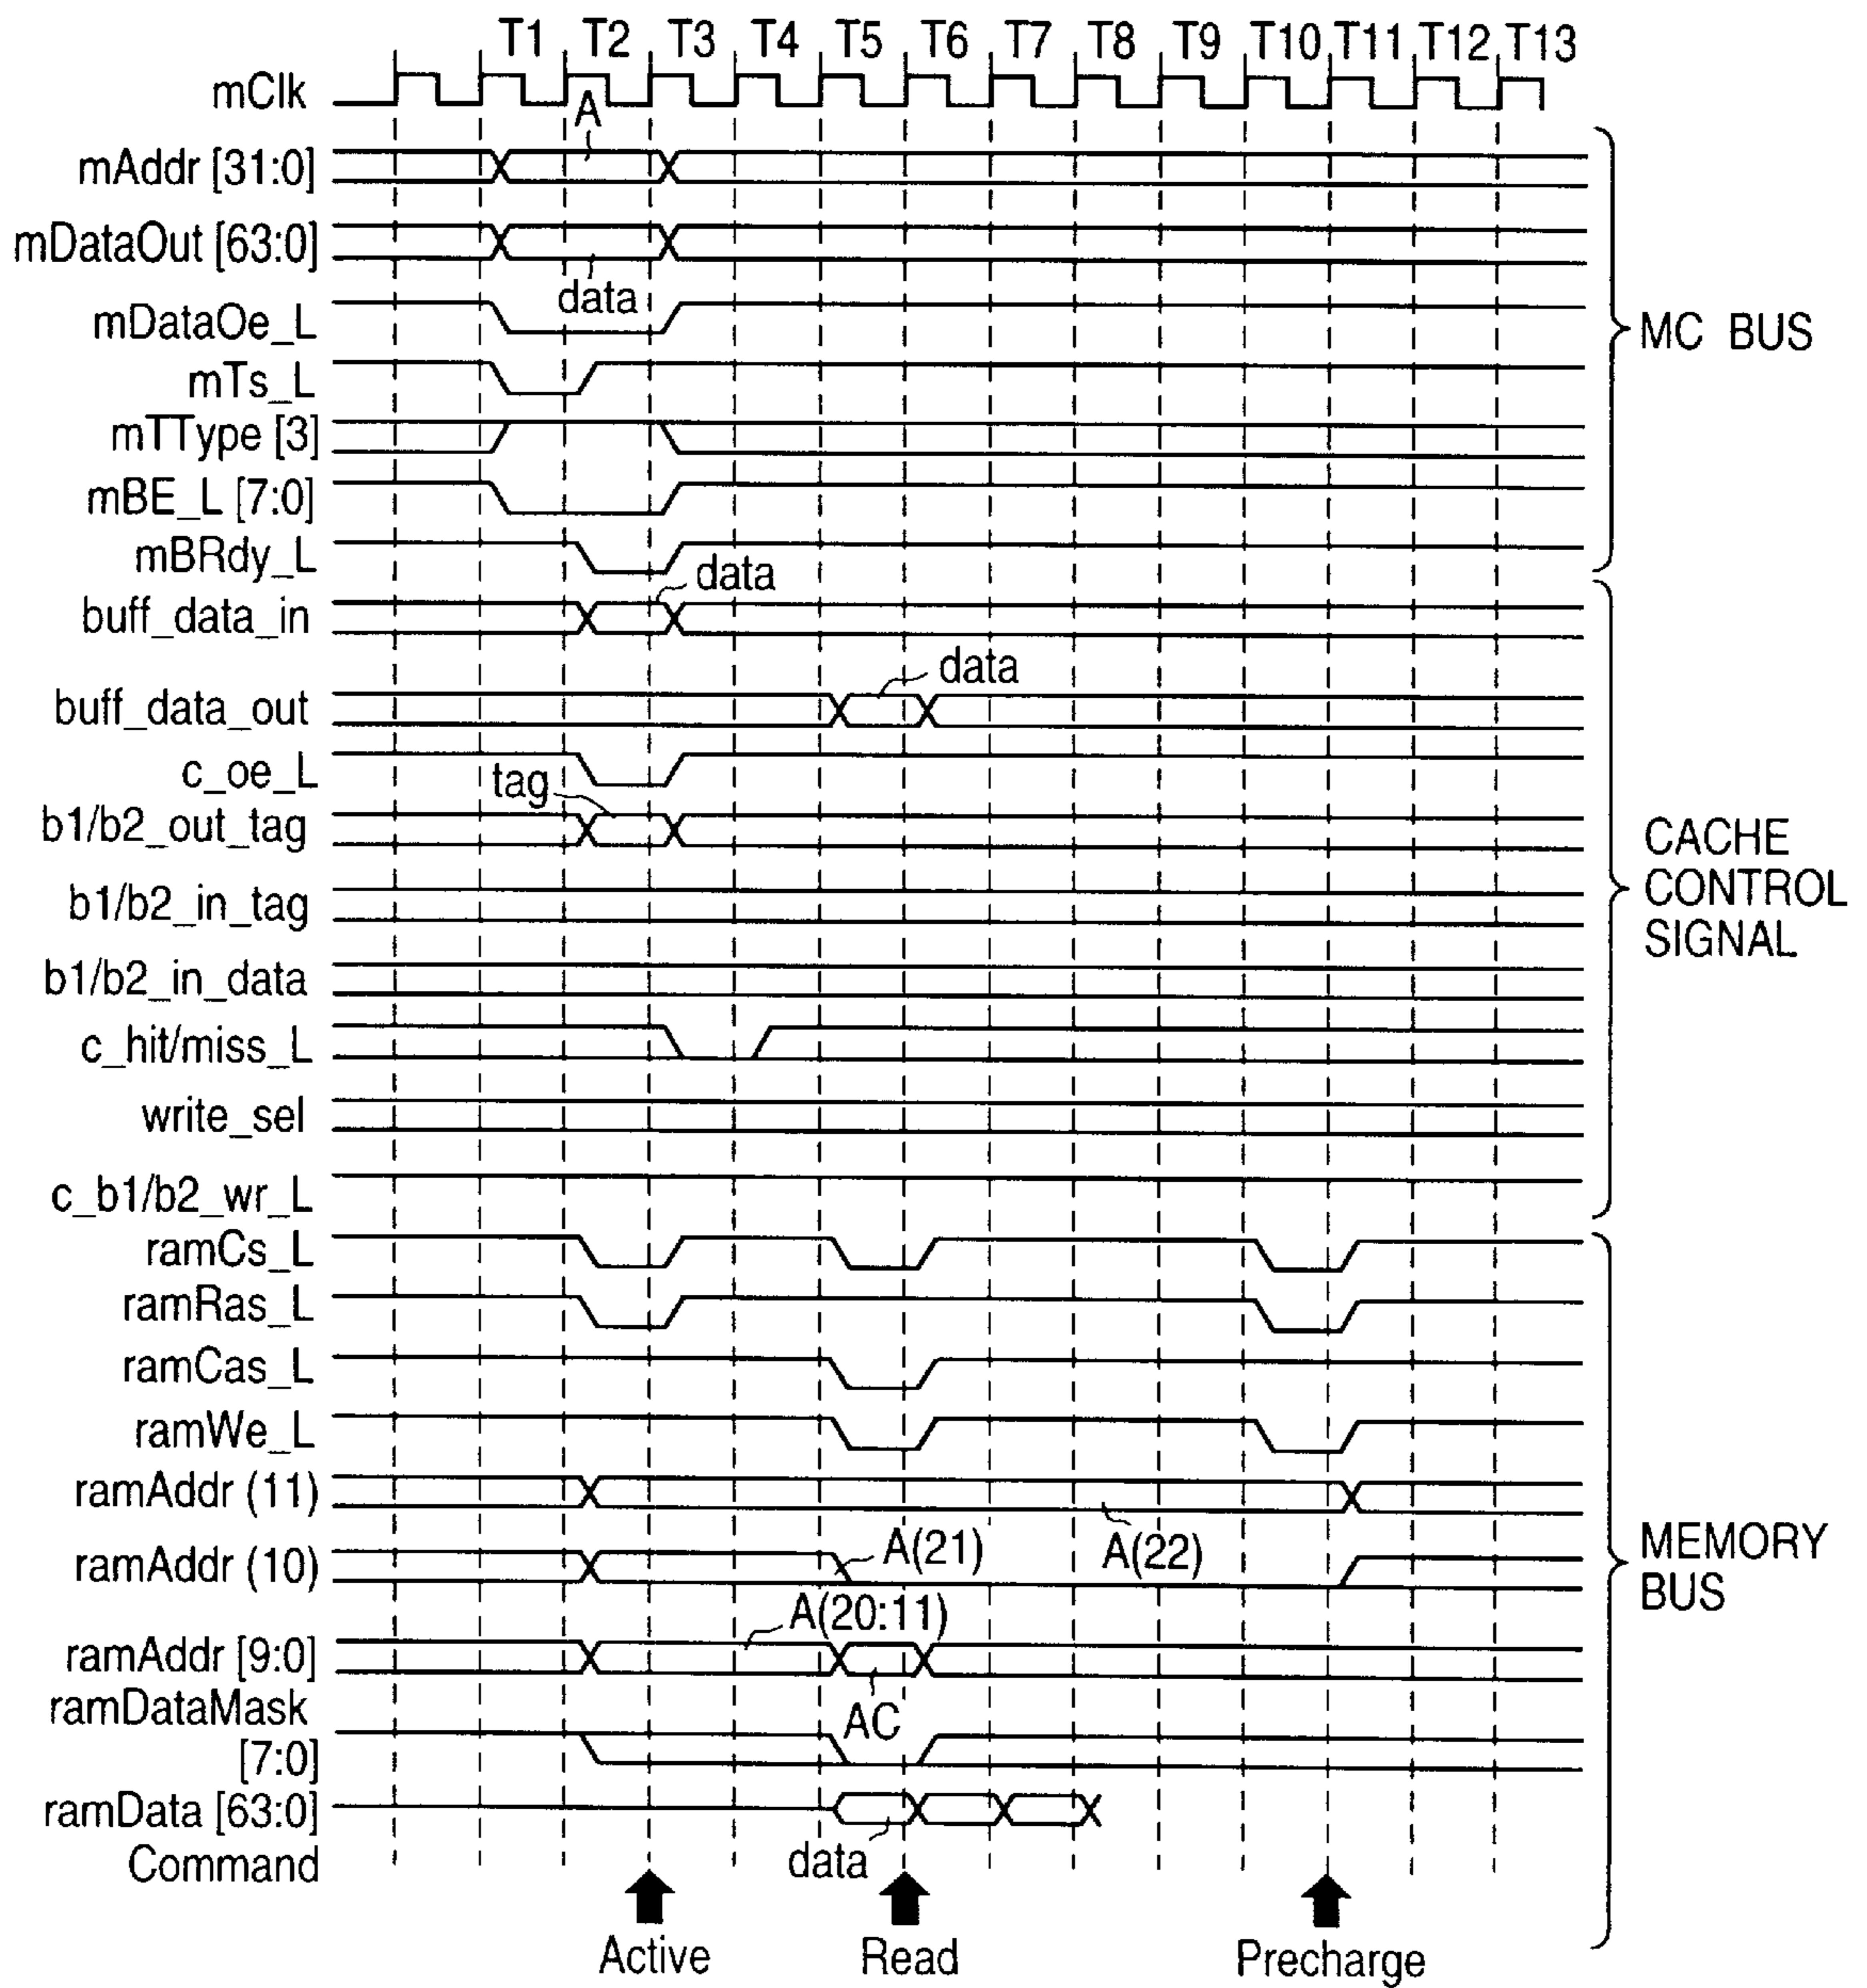 T1 T2 T3 T4 T5 T6 T7 T8 T9 T10 T11 T12 T13
mClk
A
mAddr [31:0]
mDataOut [63:0]
data
mDataOe_L
MC BUS
mTs_L
mTType [3]
mBE_L [7:0]
mBRdy_L
data
buff_data_in
data
buff_data_out
c_oe_L
tag
b1/b2_out_tag
CACHE
CONTROL
SIGNAL
b1/b2_in_tag
b1/b2_in_data
c_hit/miss_L
write_sel
c_b1/b2_wr_L
ramCs_L
ramRas_L
ramCas_L
ramWe_L
ramAddr (11)
A(22)
ramAddr (10)
A(21)
MEMORY
BUS
A(20:11)
ramAddr [9:0]
AC
ramDataMask
[7:0]
ramData [63:0]
data
Command
Active Read Precharge